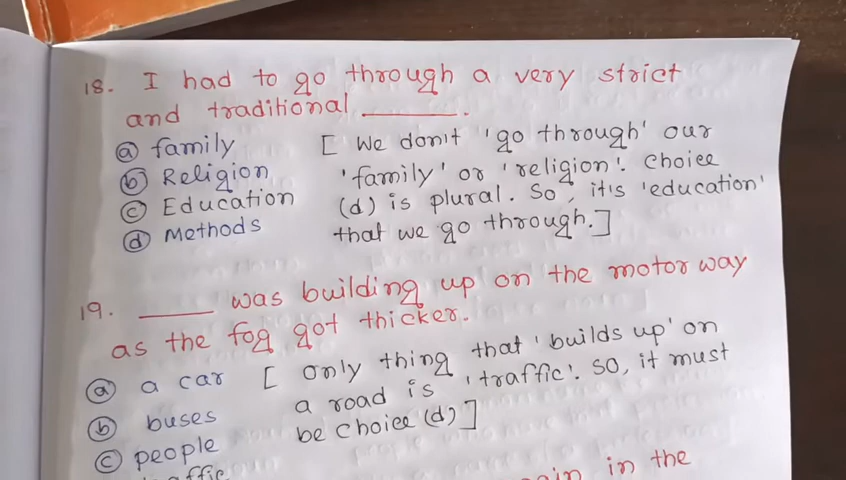 18. I had to go through a very strict
and traditional ______.
ⓐ family
ⓑ Religion
ⓒ Education
ⓓ Methods
[ We don't 'go through' our
'family' or 'religion'. Choice
(d) is plural. So, it's 'education'
that we go through.]
19. ______ was building up on the motorway
as the fog got thicker.
ⓐ a car
ⓑ buses
ⓒ people
[ Only thing that 'builds up' on
a road is 'traffic'. So, it must
be choice (d) ]
in the